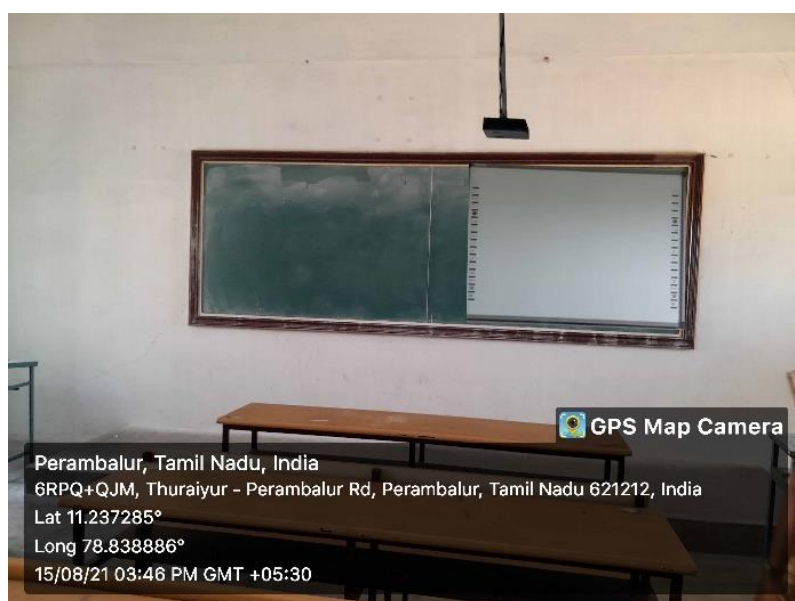 GPS Map Camera
Perambalur, Tamil Nadu, India
6RPQ+QJM, Thuraiyur - Perambalur Rd, Perambalur, Tamil Nadu 621212, India
Lat 11.237285°
Long 78.838886°
15/08/21 03:46 PM GMT +05:30